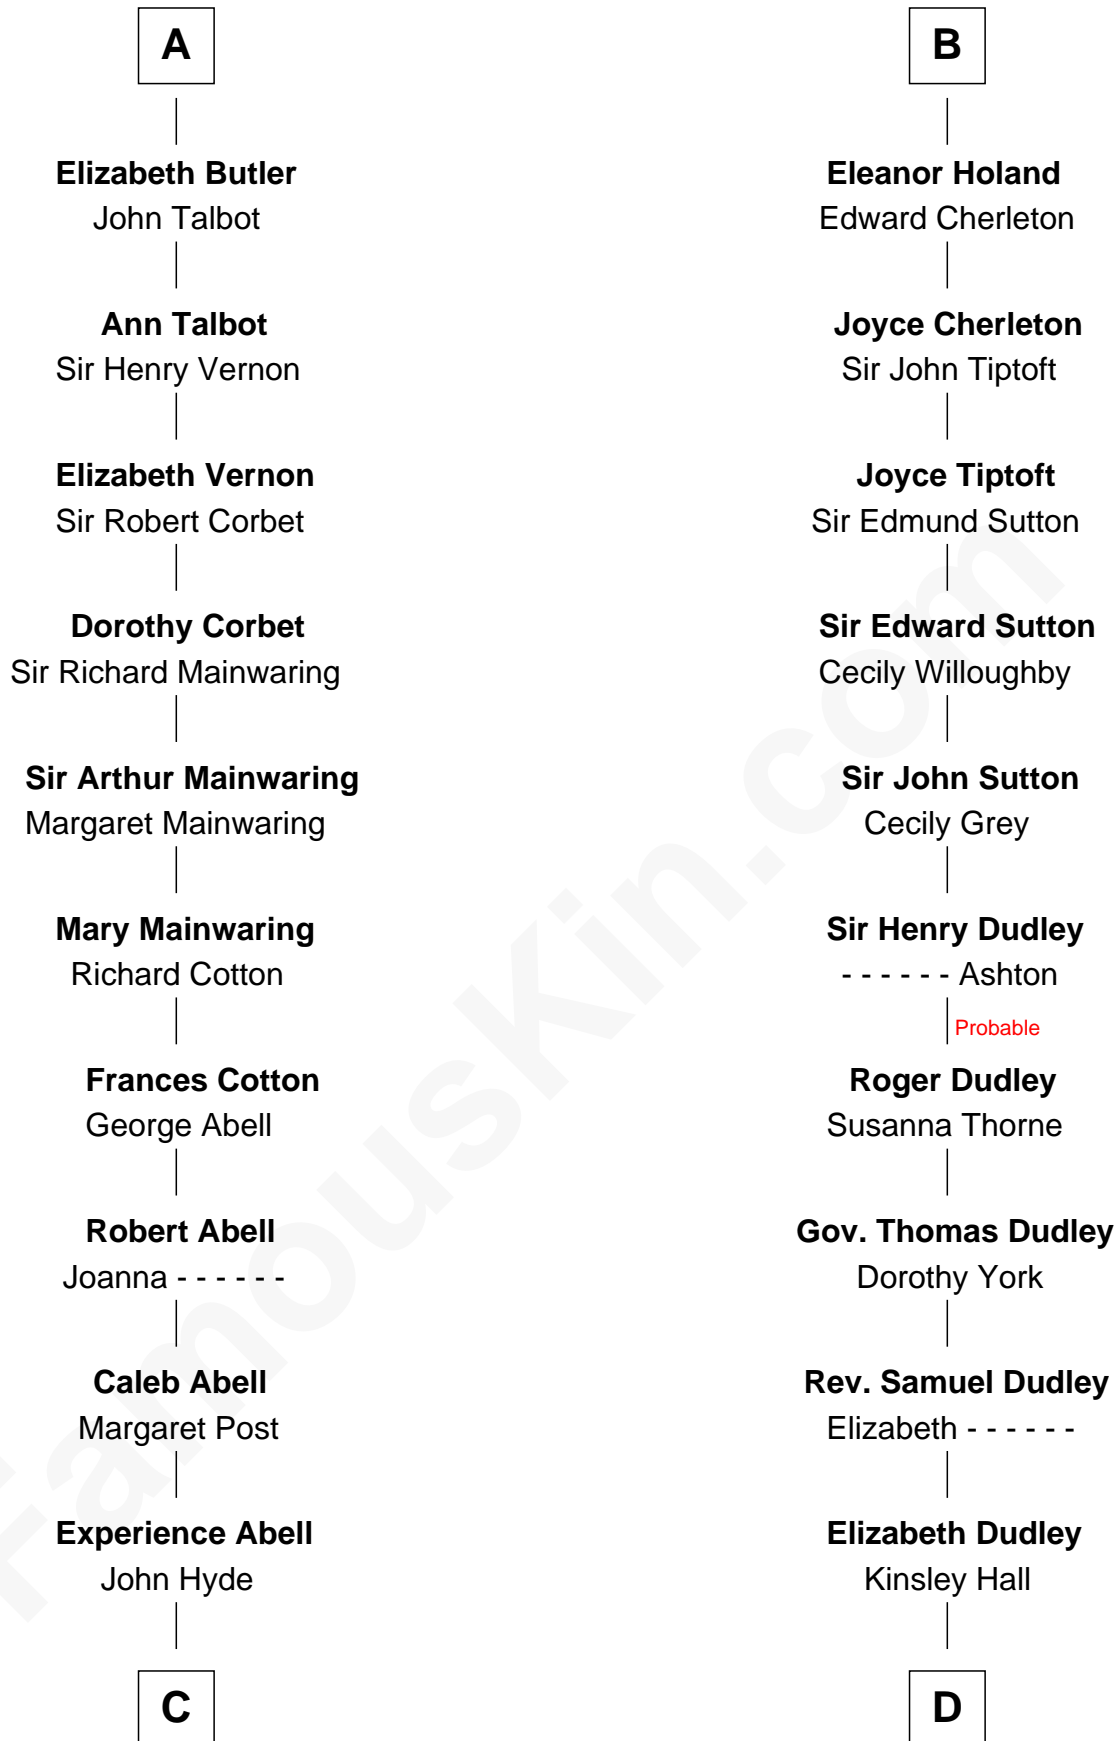 A
Elizabeth Butler
John Talbot
Ann Talbot
Sir Henry Vernon
Elizabeth Vernon
Sir Robert Corbet
Dorothy Corbet
Sir Richard Mainwaring
Sir Arthur Mainwaring
Margaret Mainwaring
Mary Mainwaring
Richard Cotton
Frances Cotton
George Abell
Robert Abell
Joanna - - - - - -
Caleb Abell
Margaret Post
Experience Abell
John Hyde
C
B
Eleanor Holand
Edward Cherleton
Joyce Cherleton
Sir John Tiptoft
Joyce Tiptoft
Sir Edmund Sutton
Sir Edward Sutton
Cecily Willoughby
Sir John Sutton
Cecily Grey
Sir Henry Dudley
- - - - - - Ashton
Probable
Roger Dudley
Susanna Thorne
Gov. Thomas Dudley
Dorothy York
Rev. Samuel Dudley
Elizabeth - - - - - -
Elizabeth Dudley
Kinsley Hall
D
FamousKin.com